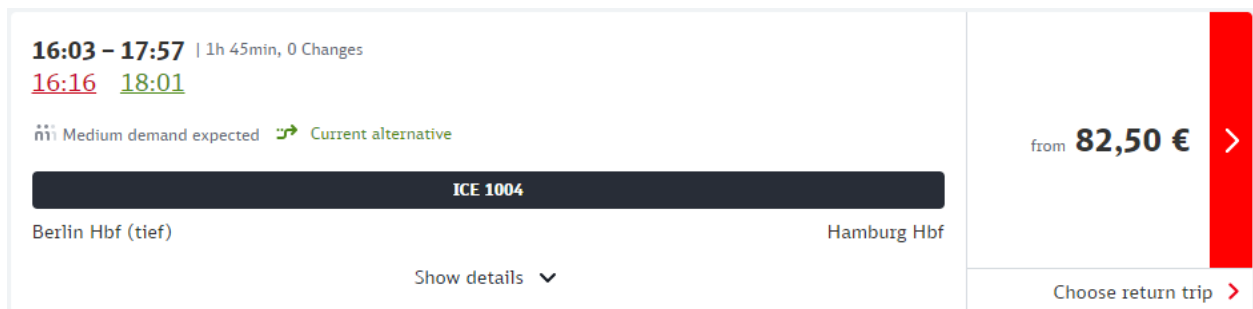 16:03 – 17:57 | 1h 45min, 0 Changes
16:16 18:01
Medium demand expected Current alternative
from 82,50 €
ICE 1004
Berlin Hbf (tief) Hamburg Hbf
Show details
Choose return trip